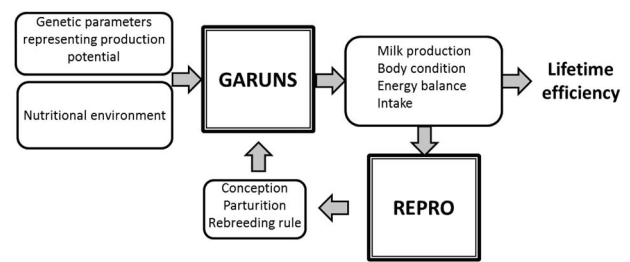 Genetic parameters
representing production
potential
Nutritional environment
GARUNS
Milk production
Body condition
Energy balance
Intake
Lifetime
efficiency
Conception
Parturition
Rebreeding rule
REPRO